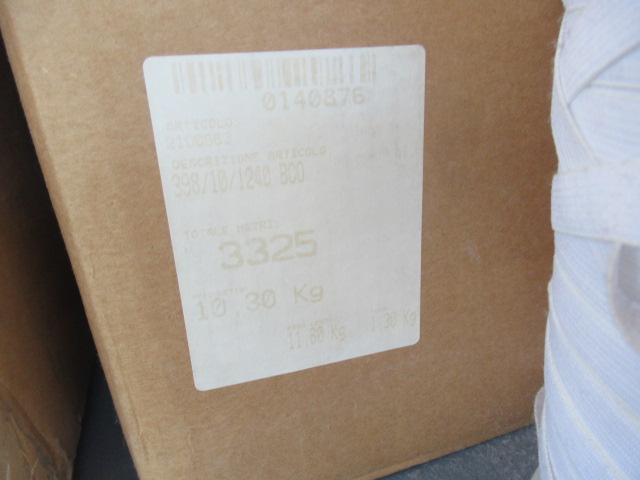 0140876
ARTICOLO:
DESCRIZIONE ARTICOLO
398/10/1240 BCO
TOTALE METRI:
3325
10.30 Kg
11.60 Kg 1.30 Kg